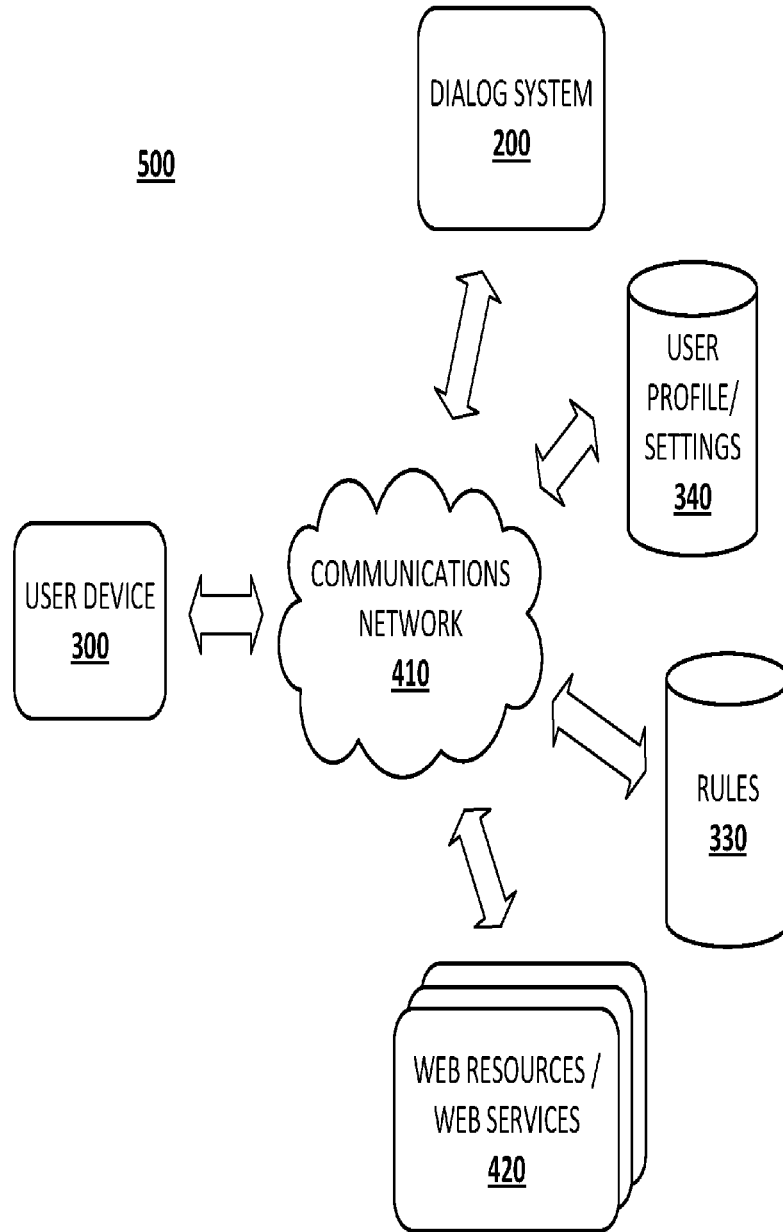 DIALOG SYSTEM
200
500
USER
PROFILE/
SETTINGS
340
USER DEVICE
300
COMMUNICATIONS
NETWORK
410
RULES
330
WEB RESOURCES /
WEB SERVICES
420